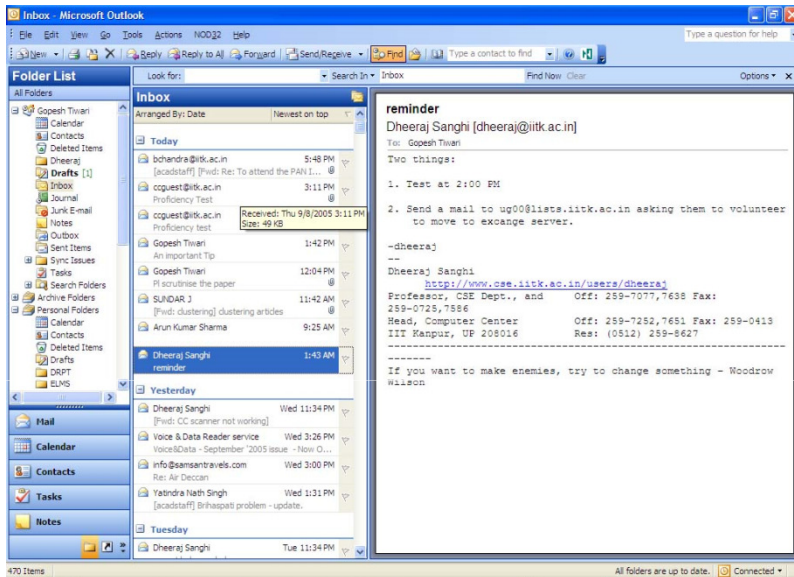 Inbox - Microsoft Outlook
File Edit View Go Tools Actions NOD32 Help
Type a question for help
New Reply Reply to All Forward Send/Receive Find Type a contact to find
Folder List
Look for: Search In Inbox Find Now Clear Options
All Folders
Gopesh Tiwari
Calendar
Contacts
Deleted Items
Dheeraj
Drafts [1]
Inbox
Journal
Junk E-mail
Notes
Outbox
Sent Items
Sync Issues
Tasks
Search Folders
Archive Folders
Personal Folders
Calendar
Contacts
Deleted Items
Drafts
DRPT
ELMS
Mail
Calendar
Contacts
Tasks
Notes
Inbox
Arranged By: Date Newest on top
Today
bchandra@iitk.ac.in 5:48 PM
[acadstaff] [Fwd: Re: To attend the PAN I...
ccguest@iitk.ac.in 3:11 PM
Proficiency Test
ccguest@iitk.ac.in
Proficiency test
Received: Thu 9/8/2005 3:11 PM
Size: 49 KB
Gopesh Tiwari 1:42 PM
An important Tip
Gopesh Tiwari 12:04 PM
Pl scrutinise the paper
SUNDAR J 11:42 AM
[Fwd: clustering] clustering articles
Arun Kumar Sharma 9:25 AM
Dheeraj Sanghi 1:43 AM
reminder
Yesterday
Dheeraj Sanghi Wed 11:34 PM
[Fwd: CC scanner not working]
Voice & Data Reader service Wed 3:26 PM
Voice&Data - September '2005 issue - Now O...
info@samsantravels.com Wed 3:00 PM
Re: Air Deccan
Yatindra Nath Singh Wed 1:31 PM
[acadstaff] Brihaspati problem - update.
Tuesday
Dheeraj Sanghi Tue 11:34 PM
reminder
Dheeraj Sanghi [dheeraj@iitk.ac.in]
To: Gopesh Tiwari
Two things:
1. Test at 2:00 PM
2. Send a mail to ug00@lists.iitk.ac.in asking them to volunteer
to move to excange server.
-dheeraj
--
Dheeraj Sanghi
http://www.cse.iitk.ac.in/users/dheeraj
Professor, CSE Dept., and Off: 259-7077,7638 Fax:
259-0725,7586
Head, Computer Center Off: 259-7252,7651 Fax: 259-0413
IIT Kanpur, UP 208016 Res: (0512) 259-8627
If you want to make enemies, try to change something - Woodrow
Wilson
470 Items
All folders are up to date. Connected